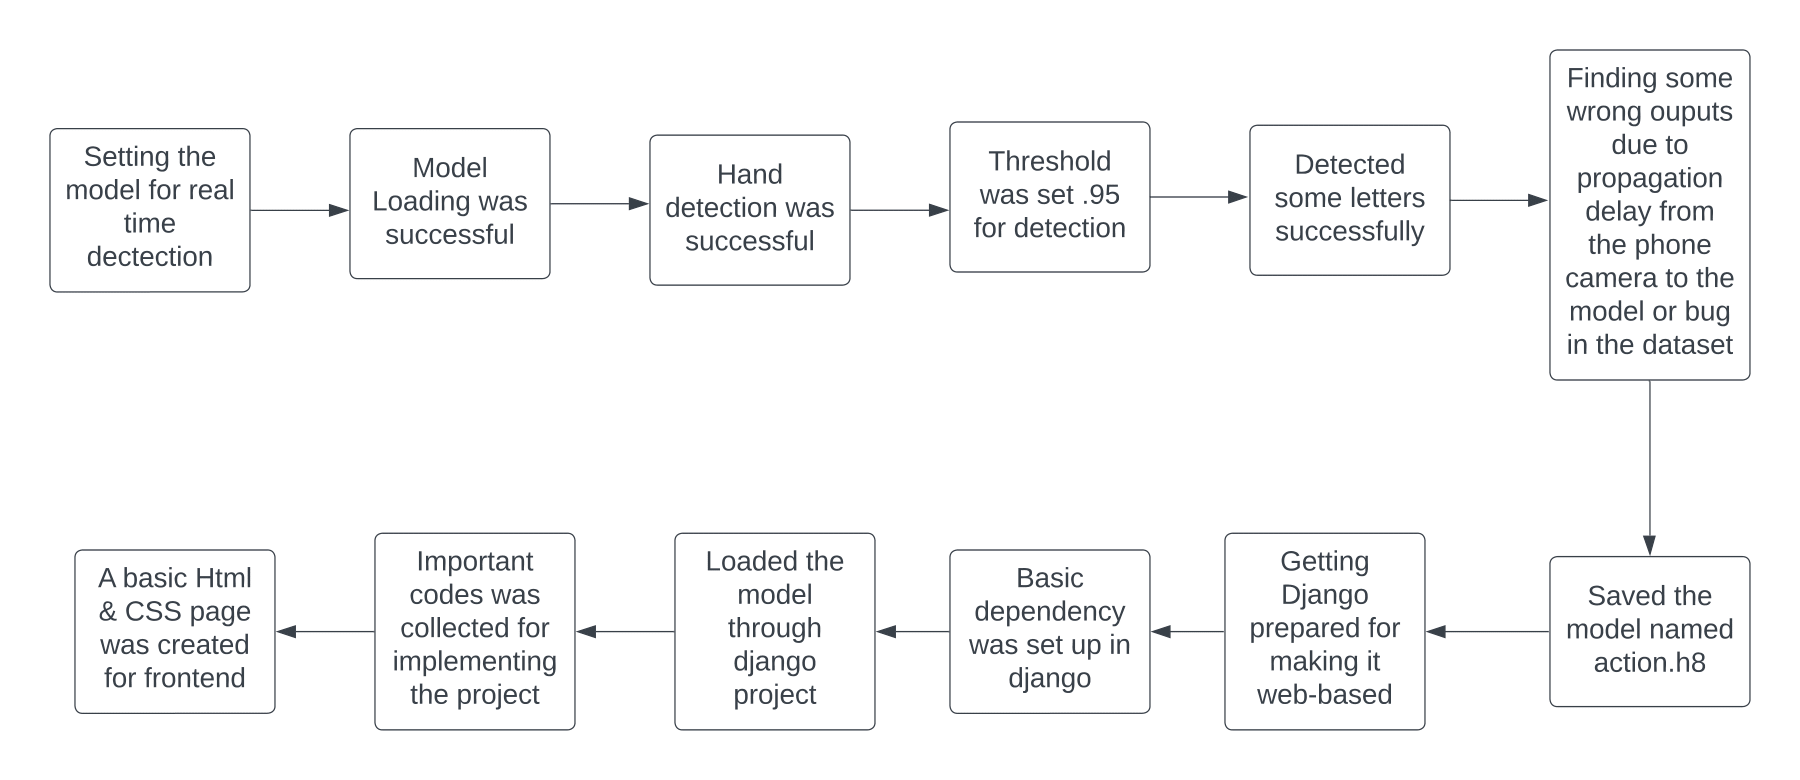 Setting the
model for real
time
dectection
Model
Loading was
successful
Hand
detection was
successful
Threshold
was set .95
for detection
Detected
some letters
successfully
Finding some
wrong ouputs
due to
propagation
delay from
the phone
camera to the
model or bug
in the dataset
Saved the
model named
action.h8
Getting
Django
prepared for
making it
web-based
Basic
dependency
was set up in
django
Loaded the
model
through
django
project
Important
codes was
collected for
implementing
the project
A basic Html
& CSS page
was created
for frontend